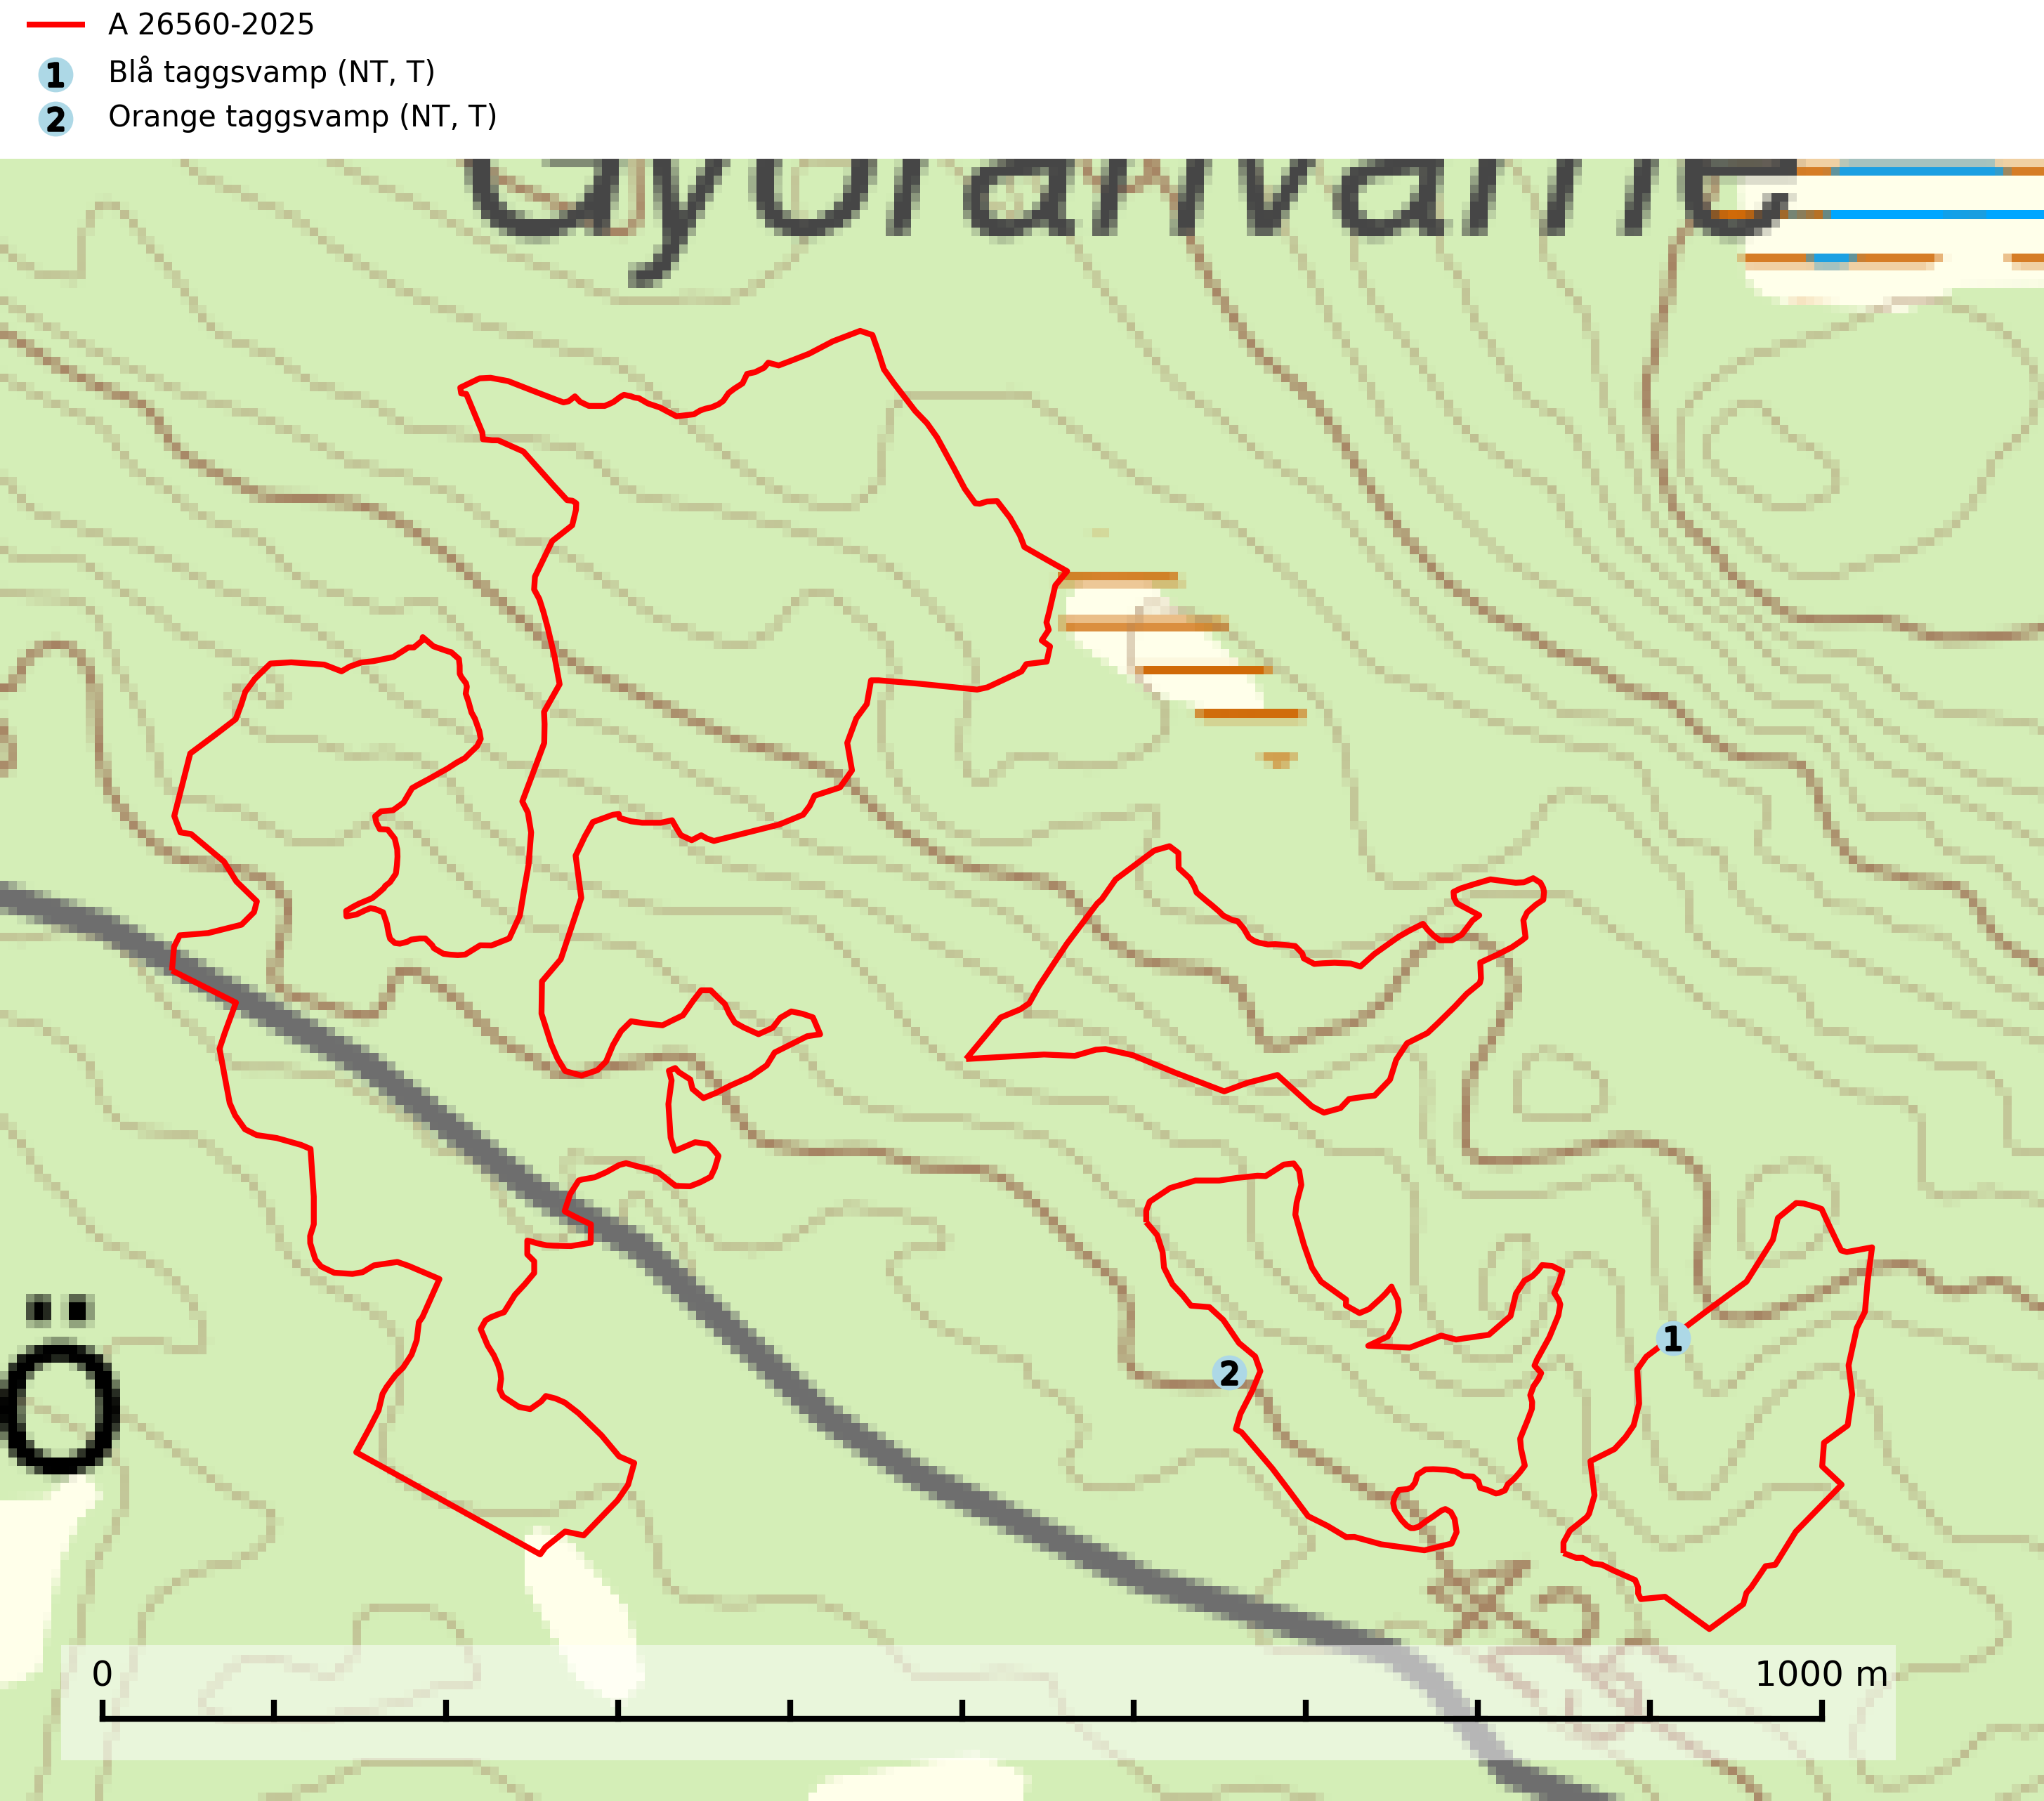 A 26560-2025
1 Blå taggsvamp (NT, T)
2 Orange taggsvamp (NT, T)
1
2
Ö
0 1000 m